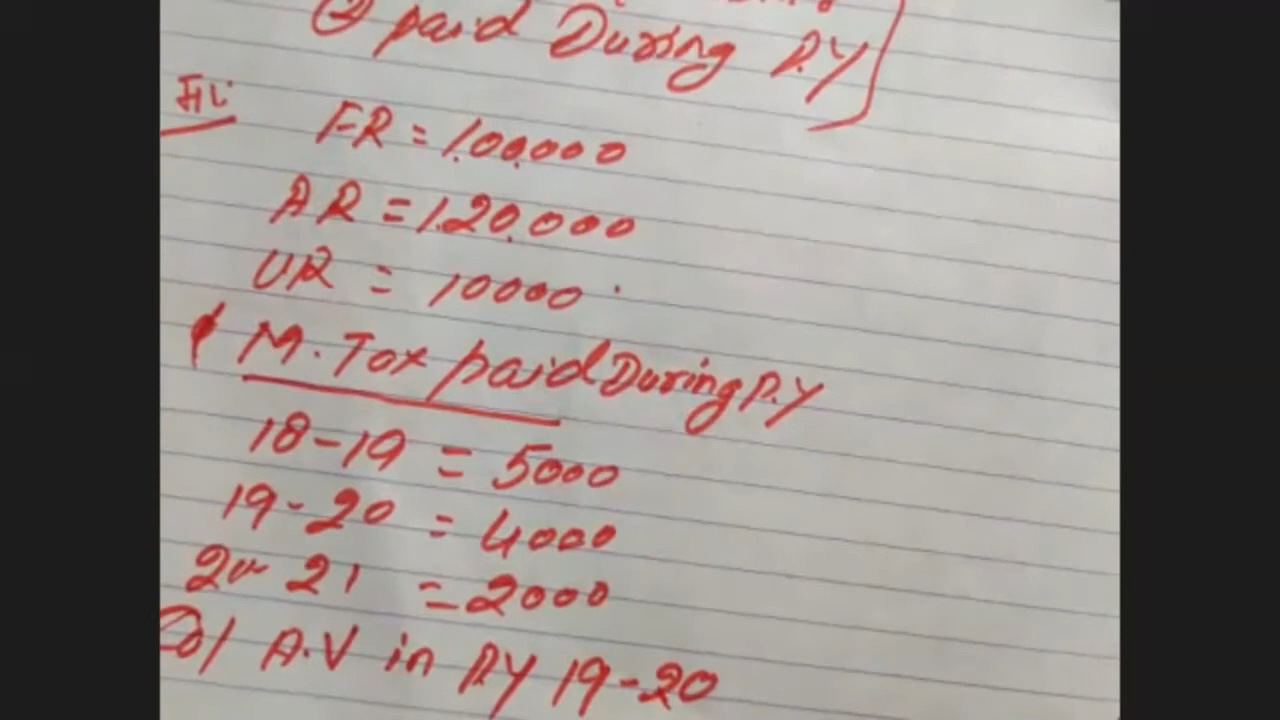 ② paid During P.Y
Ill:
FR = 1.00.000
AR = 1.20.000
UR = 10000
M. Tax paid During P.Y
18-19 = 5000
19-20 = 4000
20-21 = 2000
A.V in P.Y 19-20